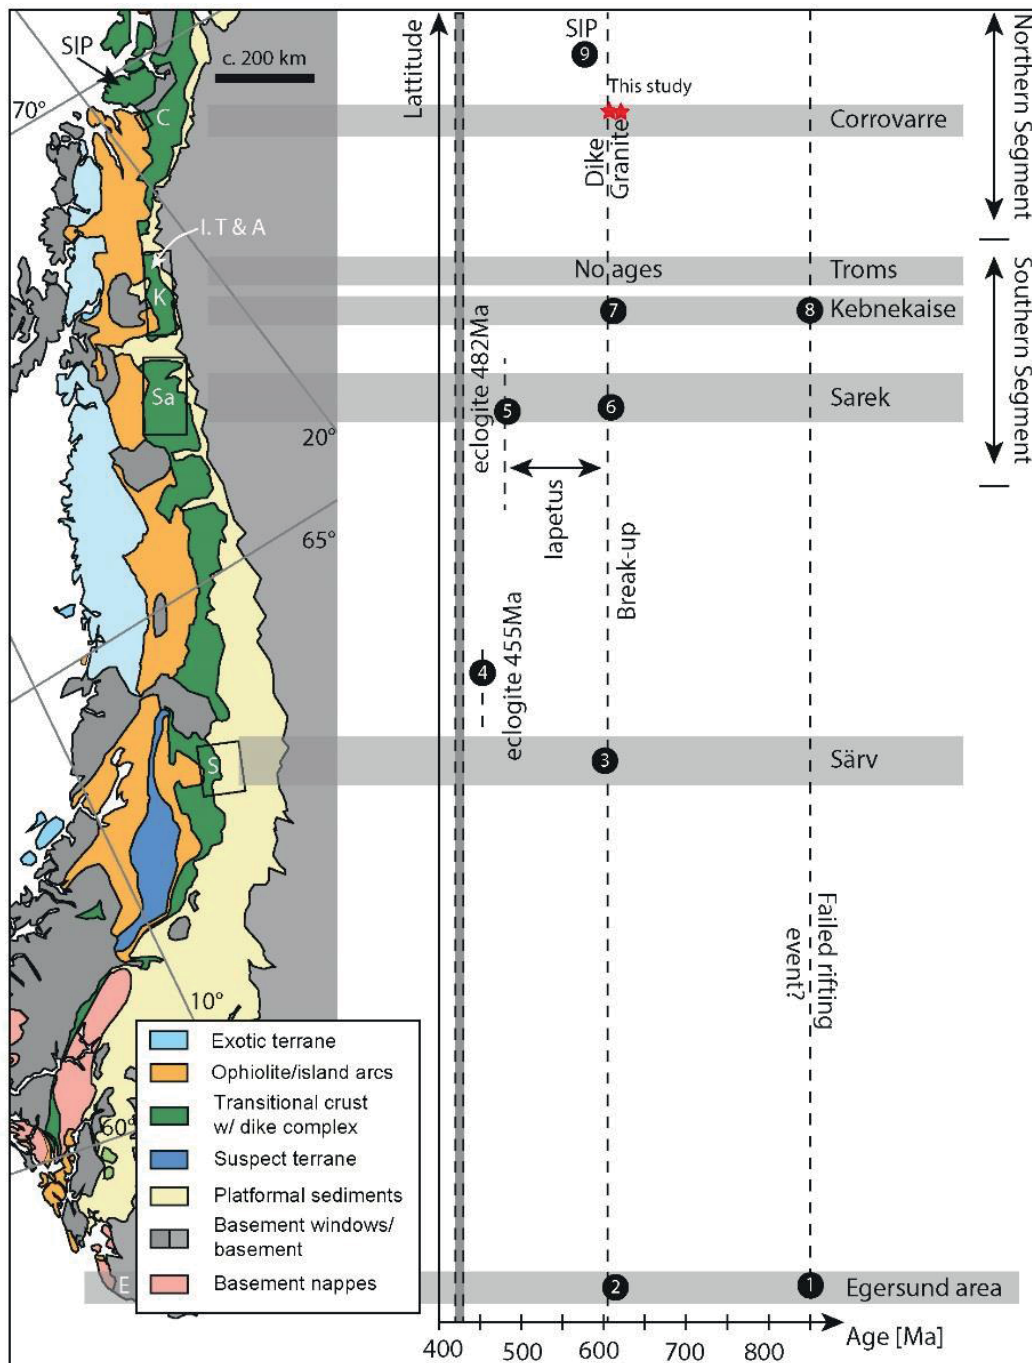 SIP
c. 200 km
70°
C
I. T & A
K
Sa
20°
65°
S
10°
60°
E
Exotic terrane
Ophiolite/island arcs
Transitional crust
w/ dike complex
Suspect terrane
Platformal sediments
Basement windows/
basement
Basement nappes
Lattitude
SIP
9
This study
Dike
Granite
Corrovarre
No ages
Troms
7
8
Kebnekaise
eclogite 482Ma
5
6
Sarek
Iapetus
Break-up
4
eclogite 455Ma
3
Särv
Failed rifting
event?
2
1
Egersund area
400
500
600
700
800
Age [Ma]
Northern Segment
Southern Segment